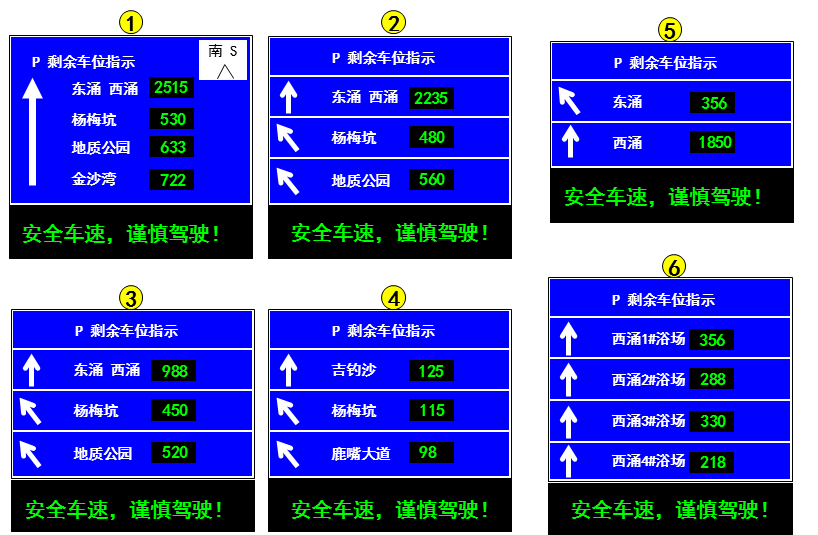 ①
P 剩余车位指示
南 S
东涌 西涌 2515
杨梅坑 530
地质公园 633
金沙湾 722
安全车速，谨慎驾驶！
②
P 剩余车位指示
东涌 西涌 2235
杨梅坑 480
地质公园 560
安全车速，谨慎驾驶！
⑤
P 剩余车位指示
东涌 356
西涌 1850
安全车速，谨慎驾驶！
③
P 剩余车位指示
东涌 西涌 988
杨梅坑 450
地质公园 520
安全车速，谨慎驾驶！
④
P 剩余车位指示
吉钓沙 125
杨梅坑 115
鹿嘴大道 98
安全车速，谨慎驾驶！
⑥
P 剩余车位指示
西涌1#浴场 356
西涌2#浴场 288
西涌3#浴场 330
西涌4#浴场 218
安全车速，谨慎驾驶！